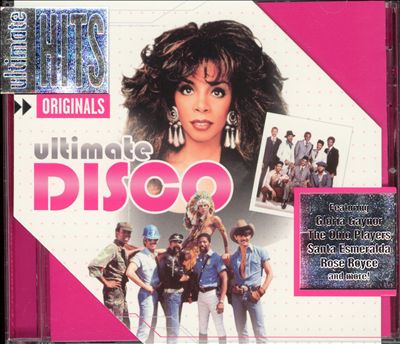 ultimate
HITS
ORIGINALS
ultimate
DISCO
Featuring
Gloria Gaynor
The Ohio Players
Santa Esmeralda
Rose Royce
and more!